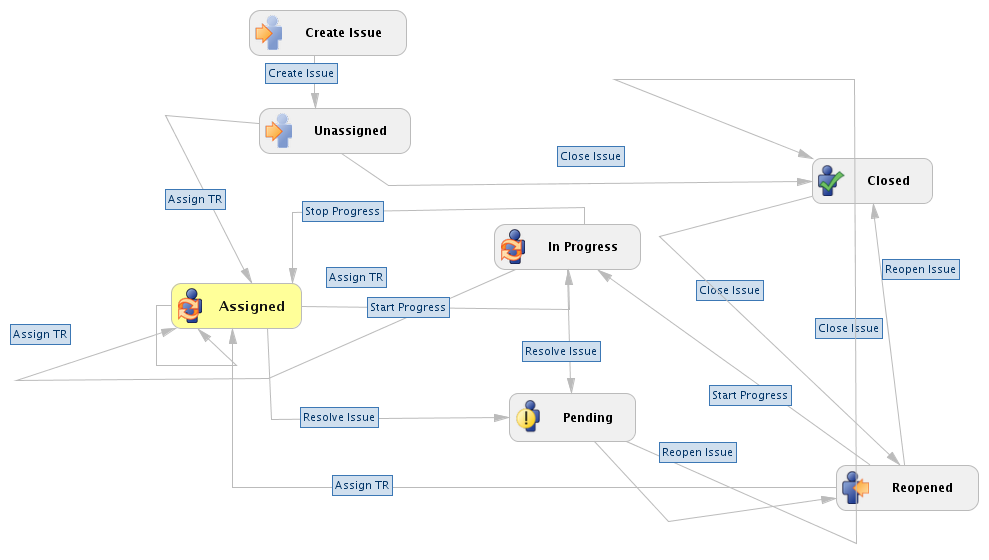 Create Issue
Create Issue
Unassigned
Close Issue
Closed
Assign TR
Stop Progress
In Progress
Reopen Issue
Assign TR
Close Issue
Assigned
Start Progress
Close Issue
Assign TR
Resolve Issue
Start Progress
Resolve Issue
Pending
Reopen Issue
Assign TR
Reopened